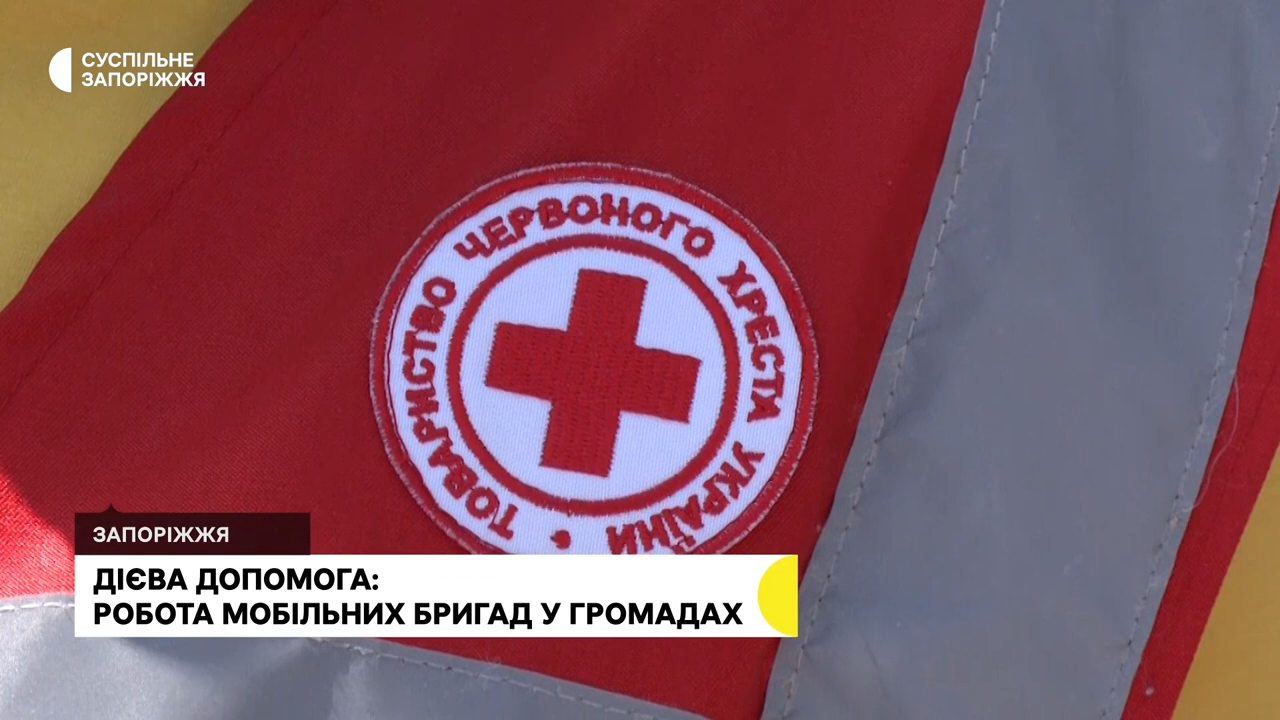 СУСПІЛЬНЕ
ЗАПОРІЖЖЯ
ТОВАРИСТВО ЧЕРВОНОГО ХРЕСТА УКРАЇНИ •
ЗАПОРІЖЖЯ
ДІЄВА ДОПОМОГА:
РОБОТА МОБІЛЬНИХ БРИГАД У ГРОМАДАХ